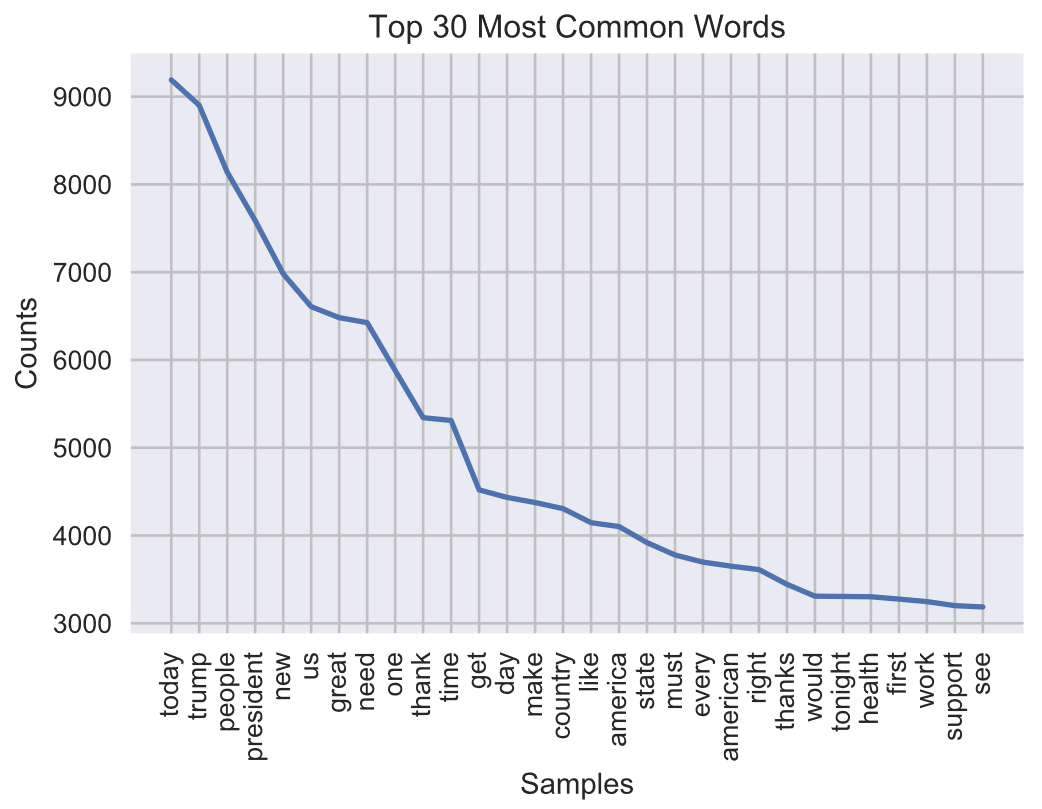 Top 30 Most Common Words
Counts
9000
8000
7000
6000
5000
4000
3000
today
trump
people
president
new
us
great
need
one
thank
time
get
day
make
country
like
america
state
must
every
american
right
thanks
would
tonight
health
first
work
support
see
Samples